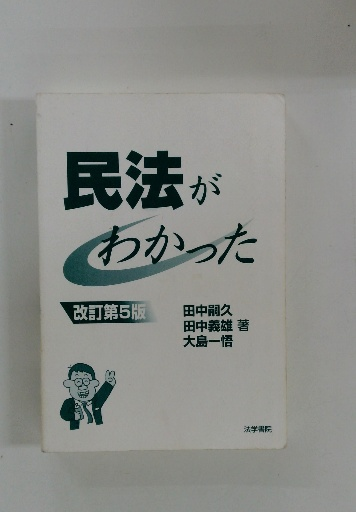 民法が
わかった
改訂第5版
田中嗣久
田中義雄 著
大島一悟
法学書院